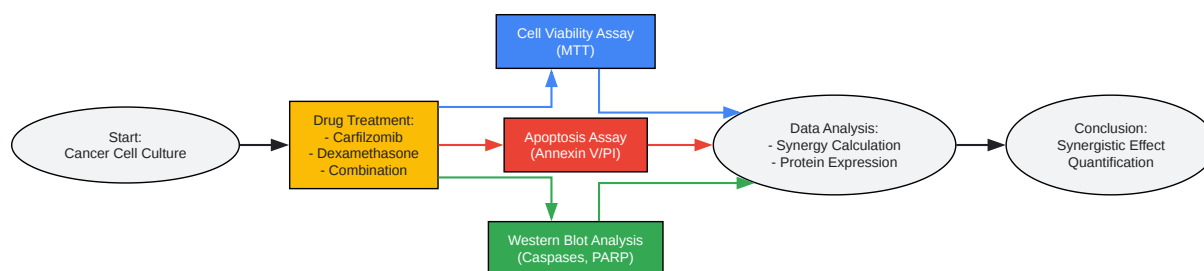 Start:
Cancer Cell Culture
Drug Treatment:
- Carfilzomib
- Dexamethasone
- Combination
Cell Viability Assay
(MTT)
Apoptosis Assay
(Annexin V/PI)
Western Blot Analysis
(Caspases, PARP)
Data Analysis:
- Synergy Calculation
- Protein Expression
Conclusion:
Synergistic Effect
Quantification